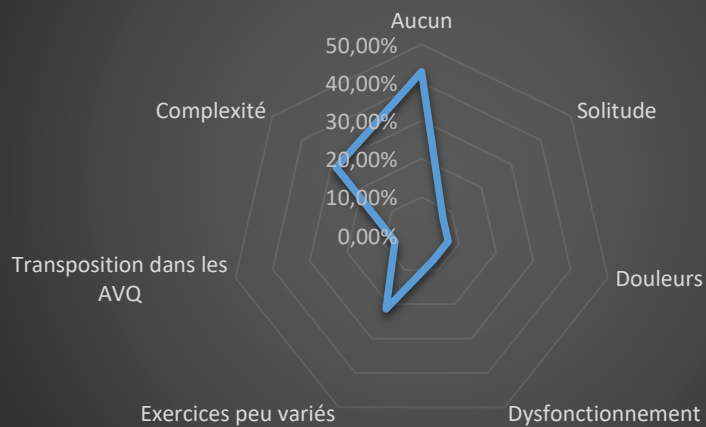 Aucun
50,00%
40,00%
30,00%
20,00%
10,00%
0,00%
Solitude
Douleurs
Dysfonctionnement
Exercices peu variés
Transposition dans les
AVQ
Complexité